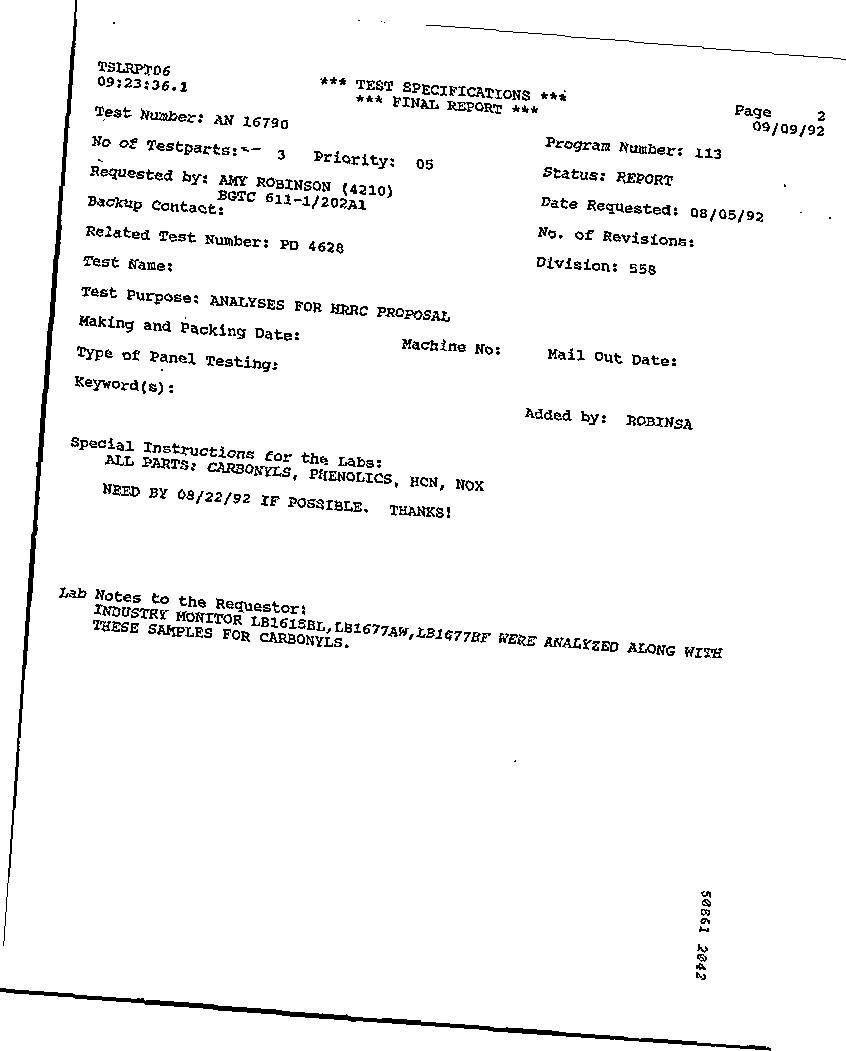 TSLRPT06
09:23:36.1
*** TEST SPECIFICATIONS ***
*** FINAL REPORT ***
Page 2
09/09/92
Test Number: AN 16790
Program Number: 113
No of Testparts: 3 Priority: 05
Status: REPORT
Requested by: AMY ROBINSON (4210)
BGTC 611-1/202A1
Date Requested: 08/05/92
Backup Contact:
No. of Revisions:
Related Test Number: PD 4628
Division: 558
Test Name:
Test Purpose: ANALYSES FOR HRRC PROPOSAL
Making and Packing Date: Machine No: Mail Out Date:
Type of Panel Testing:
Keyword(s):
Added by: ROBINSA
Special Instructions for the Labs:
ALL PARTS: CARBONYLS, PHENOLICS, HCN, NOX
NEED BY 08/22/92 IF POSSIBLE. THANKS!
Lab Notes to the Requestor:
INDUSTRY MONITOR LB1615BL,LB1677AW,LB1677BF WERE ANALYZED ALONG WITH
THESE SAMPLES FOR CARBONYLS.
50861 2042